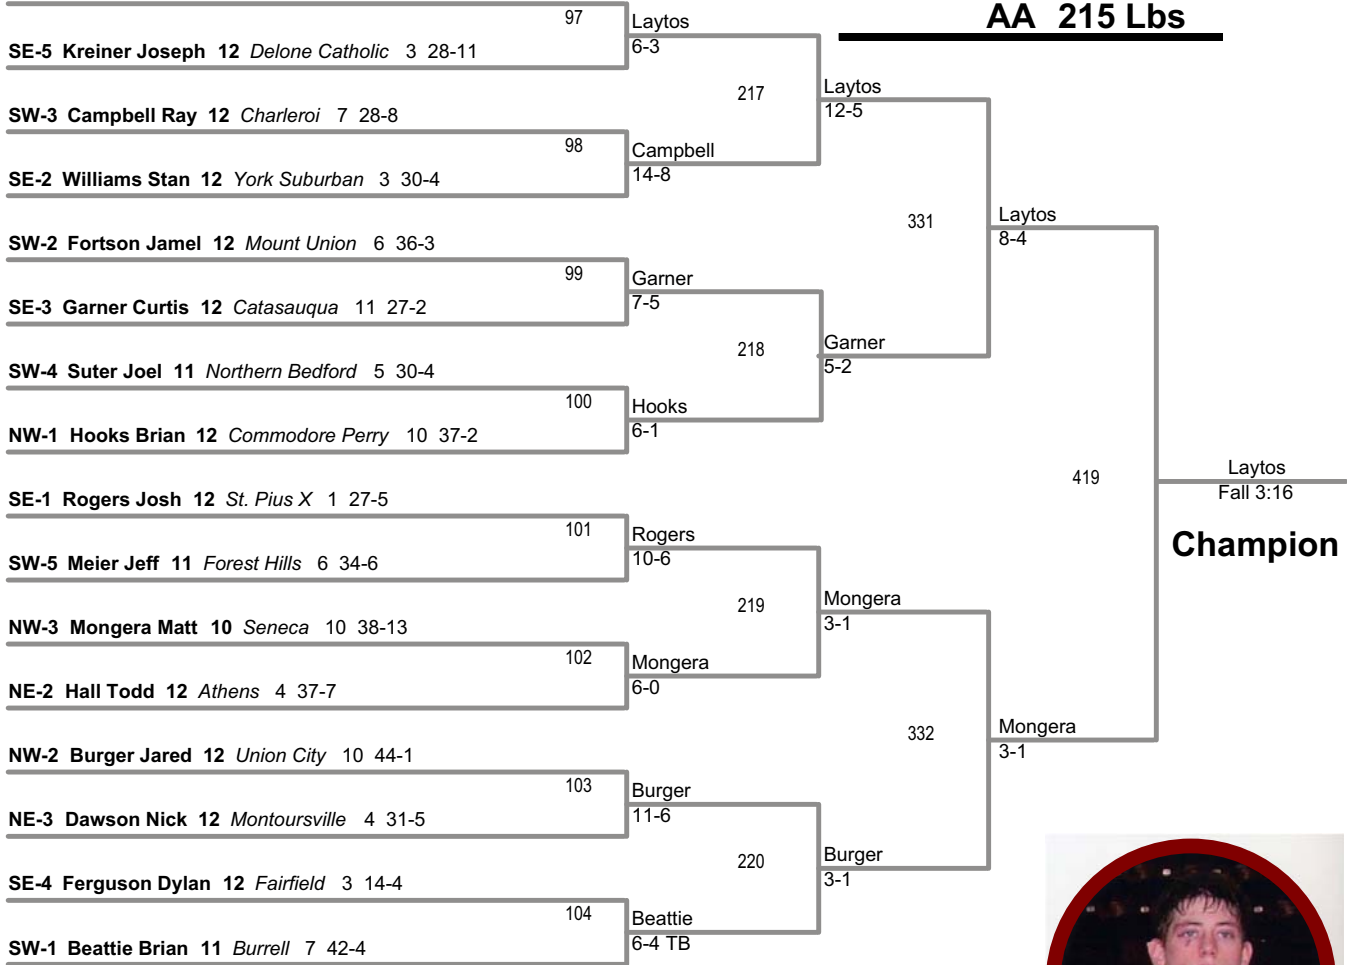 AA 215 Lbs
97
Laytos
6-3
SE-5 Kreiner Joseph 12 Delone Catholic 3 28-11
217
Laytos
12-5
SW-3 Campbell Ray 12 Charleroi 7 28-8
98
Campbell
14-8
SE-2 Williams Stan 12 York Suburban 3 30-4
331
Laytos
8-4
SW-2 Fortson Jamel 12 Mount Union 6 36-3
99
Garner
7-5
SE-3 Garner Curtis 12 Catasauqua 11 27-2
218
Garner
5-2
SW-4 Suter Joel 11 Northern Bedford 5 30-4
100
Hooks
6-1
NW-1 Hooks Brian 12 Commodore Perry 10 37-2
419
Laytos
Fall 3:16
Champion
SE-1 Rogers Josh 12 St. Pius X 1 27-5
101
Rogers
10-6
SW-5 Meier Jeff 11 Forest Hills 6 34-6
219
Mongera
3-1
NW-3 Mongera Matt 10 Seneca 10 38-13
102
Mongera
6-0
NE-2 Hall Todd 12 Athens 4 37-7
332
Mongera
3-1
NW-2 Burger Jared 12 Union City 10 44-1
103
Burger
11-6
NE-3 Dawson Nick 12 Montoursville 4 31-5
220
Burger
3-1
SE-4 Ferguson Dylan 12 Fairfield 3 14-4
104
Beattie
6-4 TB
SW-1 Beattie Brian 11 Burrell 7 42-4